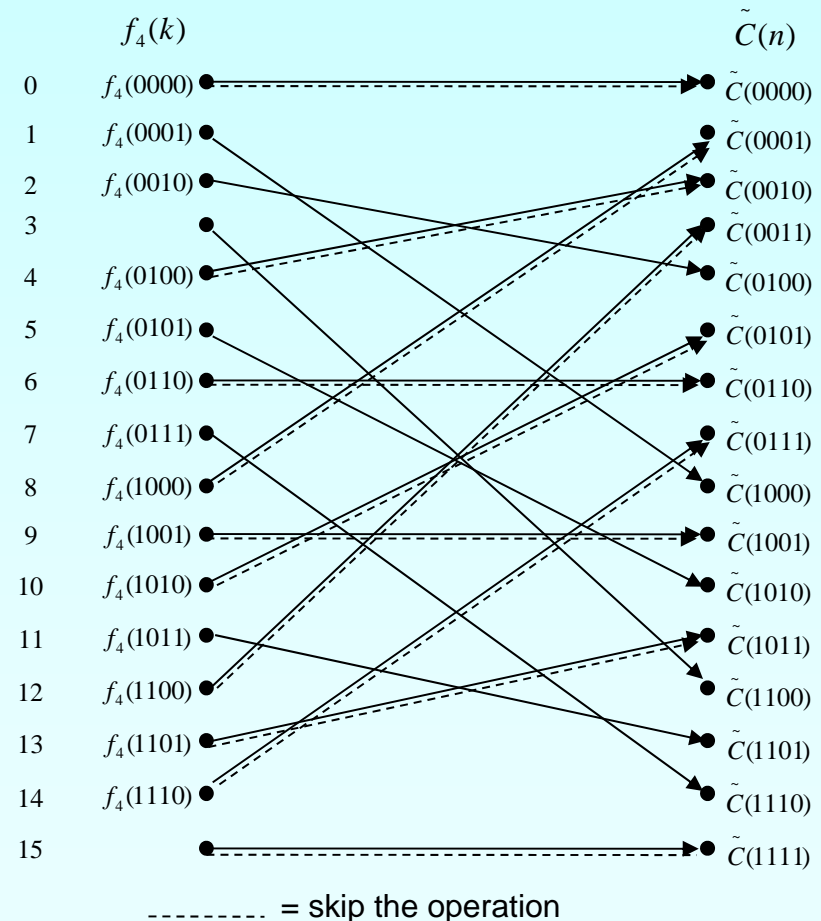 f₄(k) C̃(n)
0 f₄(0000) C̃(0000)
1 f₄(0001) C̃(0001)
2 f₄(0010) C̃(0010)
3 C̃(0011)
4 f₄(0100) C̃(0100)
5 f₄(0101) C̃(0101)
6 f₄(0110) C̃(0110)
7 f₄(0111) C̃(0111)
8 f₄(1000) C̃(1000)
9 f₄(1001) C̃(1001)
10 f₄(1010) C̃(1010)
11 f₄(1011) C̃(1011)
12 f₄(1100) C̃(1100)
13 f₄(1101) C̃(1101)
14 f₄(1110) C̃(1110)
15 C̃(1111)
= skip the operation